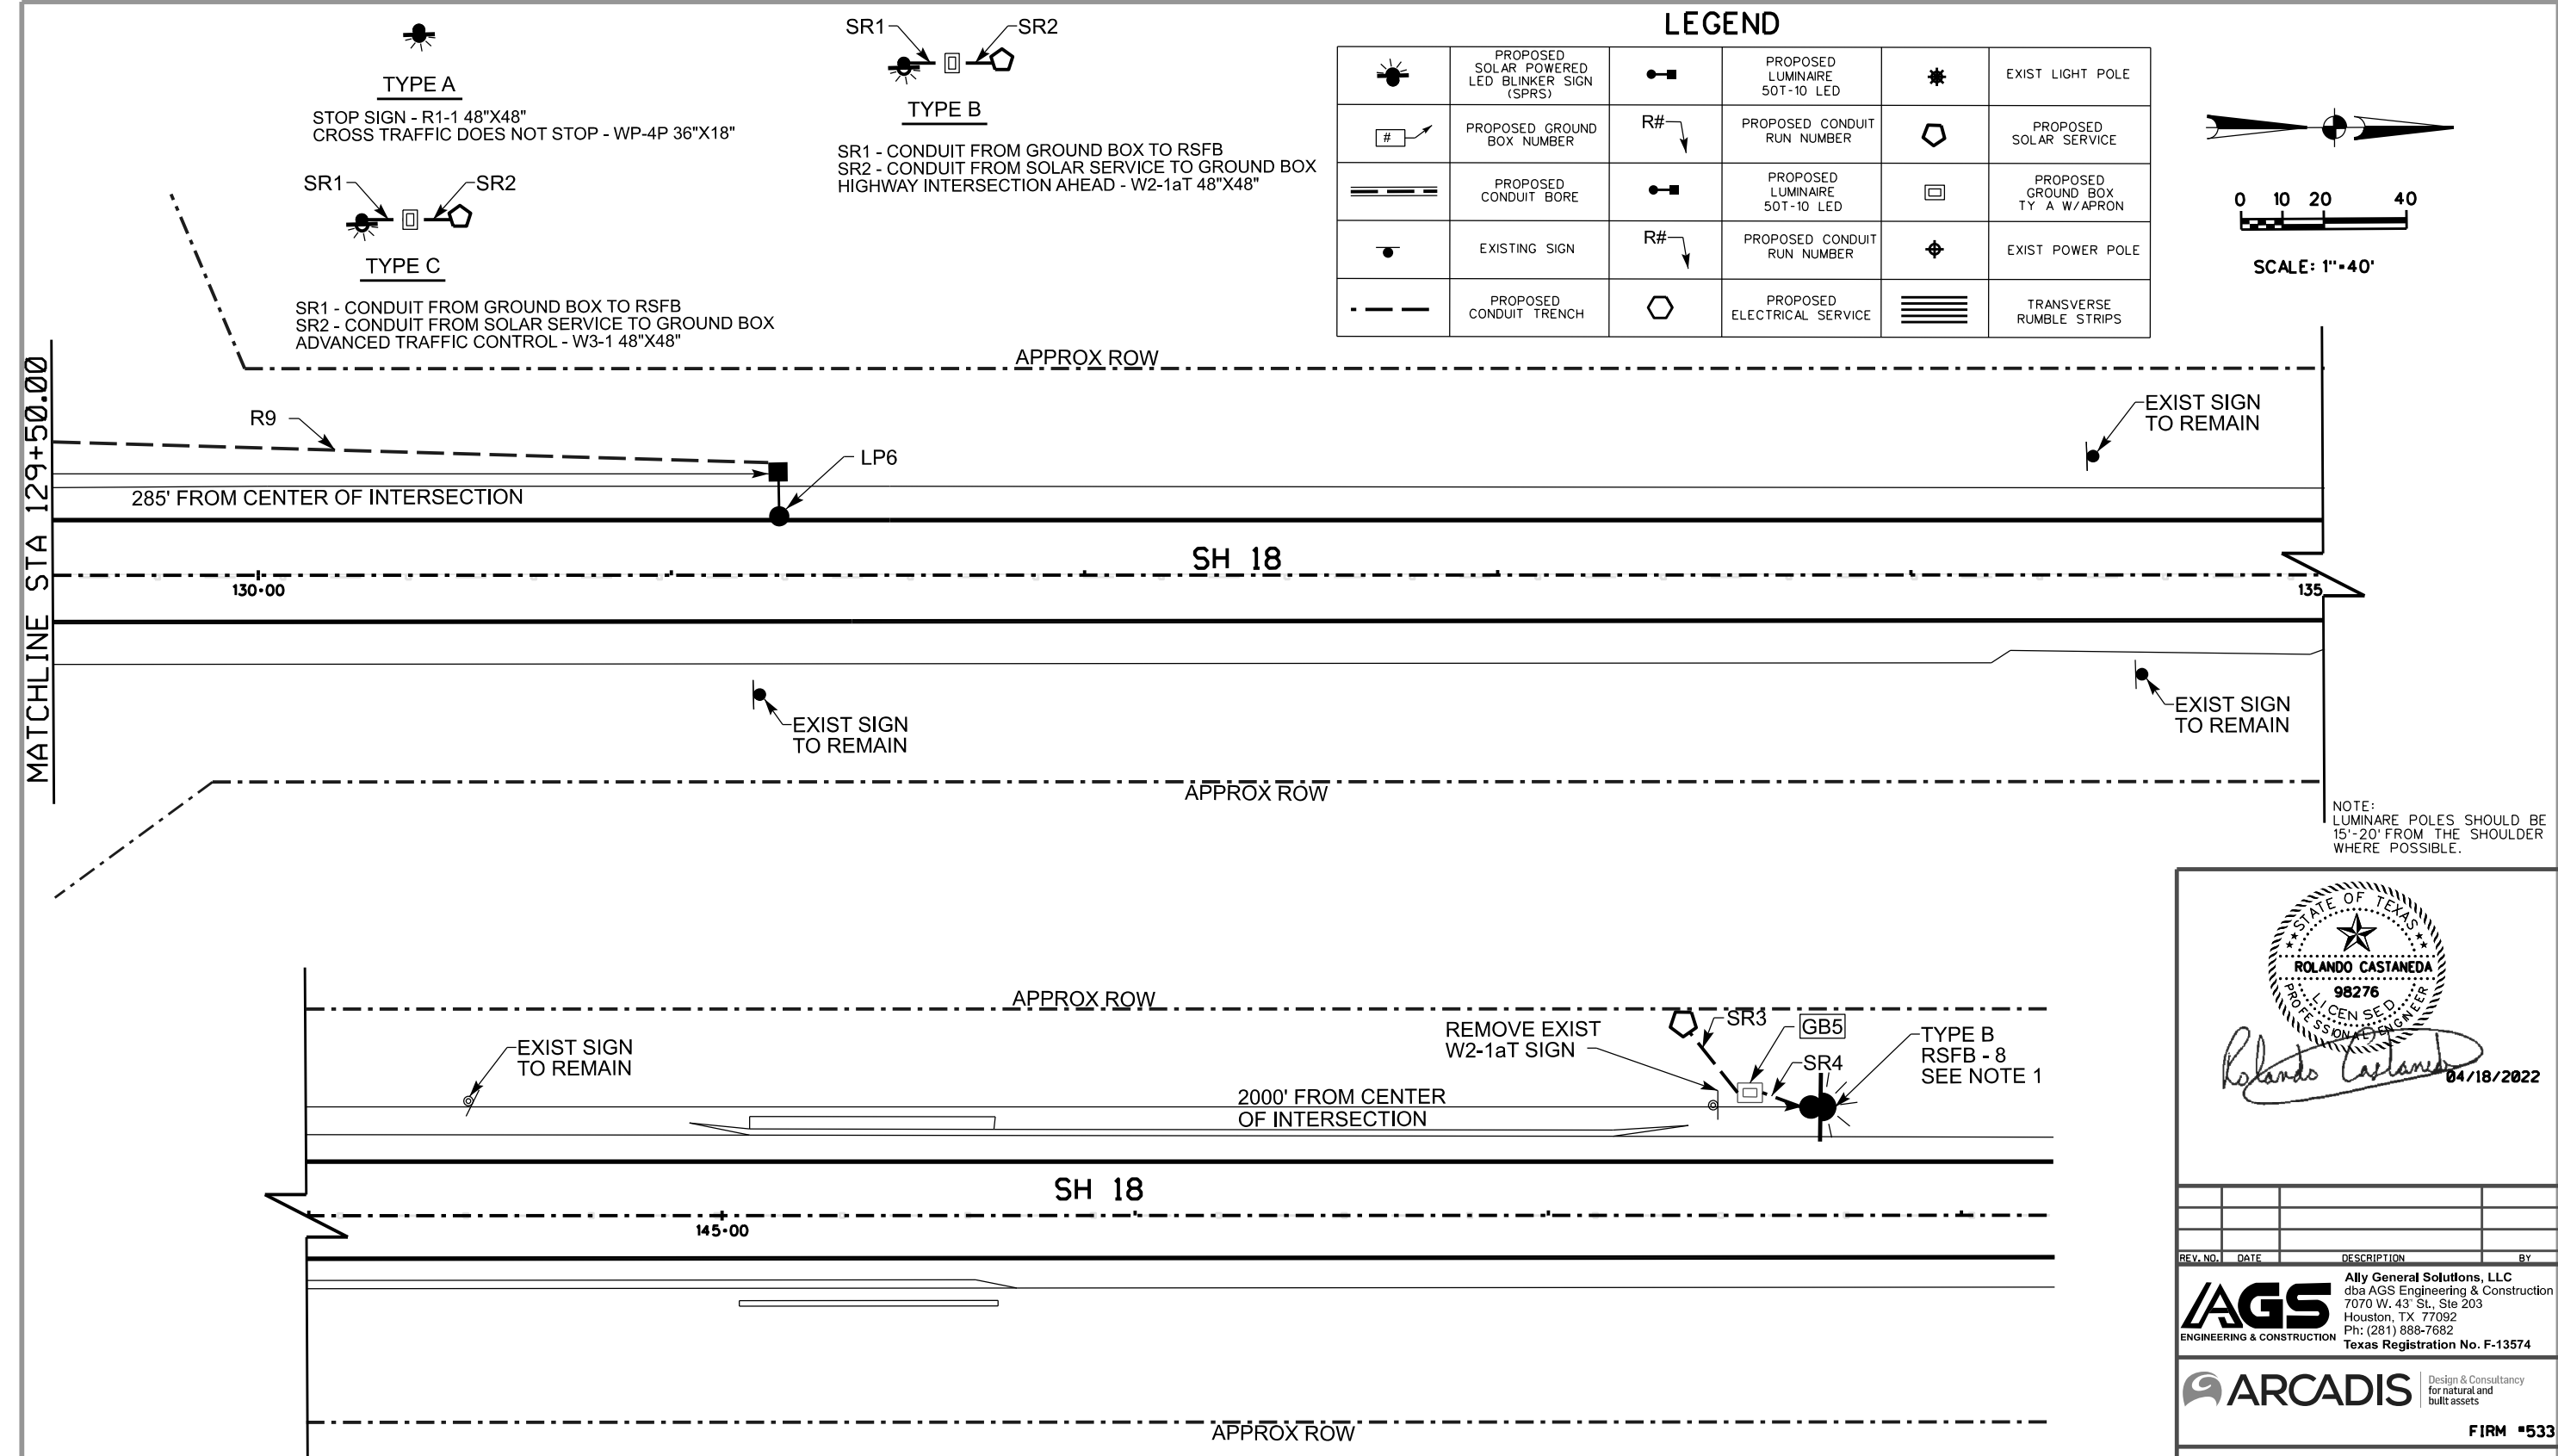 TYPE A
STOP SIGN - R1-1 48"X48"
CROSS TRAFFIC DOES NOT STOP - WP-4P 36"X18"
SR1
SR2
TYPE B
SR1 - CONDUIT FROM GROUND BOX TO RSFB
SR2 - CONDUIT FROM SOLAR SERVICE TO GROUND BOX
HIGHWAY INTERSECTION AHEAD - W2-1aT 48"X48"
SR1
SR2
TYPE C
SR1 - CONDUIT FROM GROUND BOX TO RSFB
SR2 - CONDUIT FROM SOLAR SERVICE TO GROUND BOX
ADVANCED TRAFFIC CONTROL - W3-1 48"X48"
LEGEND
PROPOSED
SOLAR POWERED
LED BLINKER SIGN
(SPRS)
PROPOSED
LUMINAIRE
50T-10 LED
EXIST LIGHT POLE
#
PROPOSED GROUND
BOX NUMBER
R#
PROPOSED CONDUIT
RUN NUMBER
PROPOSED
SOLAR SERVICE
PROPOSED
CONDUIT BORE
PROPOSED
LUMINAIRE
50T-10 LED
PROPOSED
GROUND BOX
TY A W/APRON
EXISTING SIGN
R#
PROPOSED CONDUIT
RUN NUMBER
EXIST POWER POLE
PROPOSED
CONDUIT TRENCH
PROPOSED
ELECTRICAL SERVICE
TRANSVERSE
RUMBLE STRIPS
0 10 20 40
SCALE: 1"=40'
MATCHLINE STA 129+50.00
APPROX ROW
R9
LP6
285' FROM CENTER OF INTERSECTION
EXIST SIGN
TO REMAIN
SH 18
130+00
135
EXIST SIGN
TO REMAIN
EXIST SIGN
TO REMAIN
APPROX ROW
NOTE:
LUMINARE POLES SHOULD BE
15'-20' FROM THE SHOULDER
WHERE POSSIBLE.
APPROX ROW
EXIST SIGN
TO REMAIN
REMOVE EXIST
W2-1aT SIGN
SR3
GB5
SR4
TYPE B
RSFB - 8
SEE NOTE 1
2000' FROM CENTER
OF INTERSECTION
SH 18
145+00
APPROX ROW
STATE OF TEXAS
ROLANDO CASTANEDA
98276
LICENSED
PROFESSIONAL ENGINEER
Rolando Castaneda
04/18/2022
REV. NO. DATE DESCRIPTION BY
AGS
ENGINEERING & CONSTRUCTION
Ally General Solutions, LLC
dba AGS Engineering & Construction
7070 W. 43" St., Ste 203
Houston, TX 77092
Ph: (281) 888-7682
Texas Registration No. F-13574
ARCADIS
Design & Consultancy
for natural and
built assets
FIRM #533